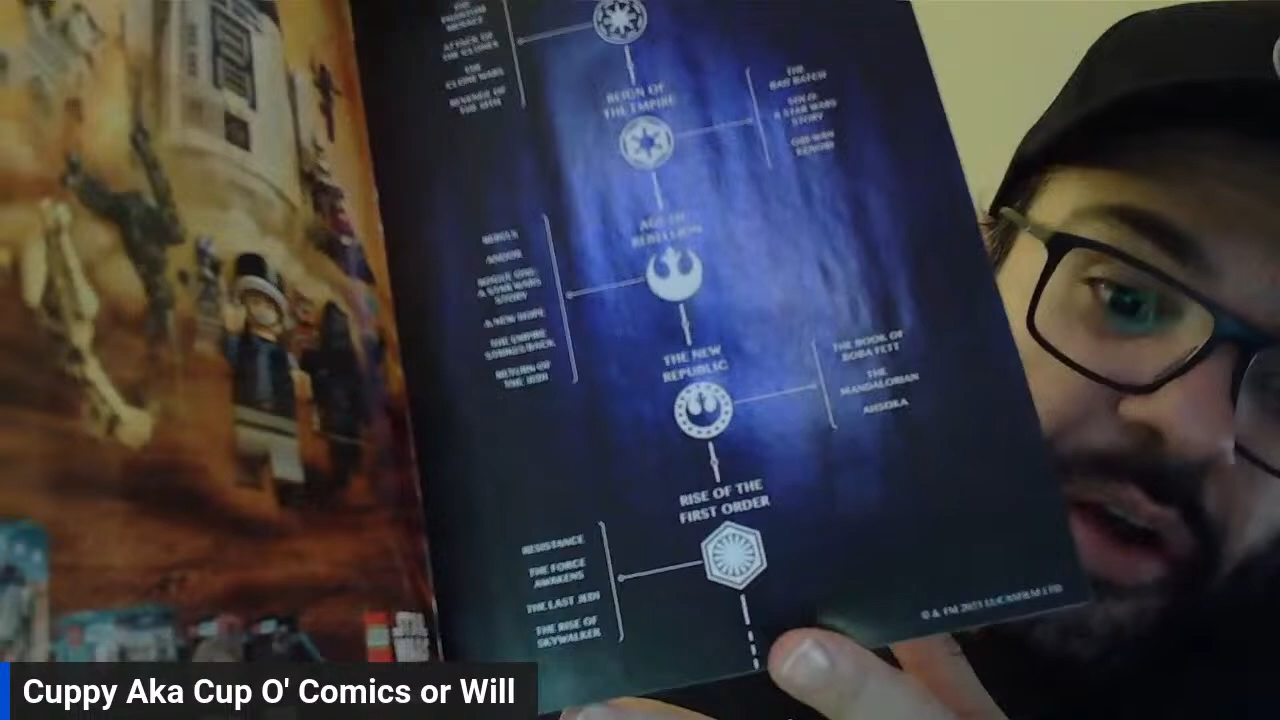 THE
PHANTOM
MENACE
ATTACK OF
THE CLONES
THE
CLONE WARS
REVENGE OF
THE SITH
REIGN OF
THE EMPIRE
THE
BAD BATCH
SOLO:
A STAR WARS
STORY
OBI-WAN
KENOBI
AGE OF
REBELLION
REBELS
ANDOR
ROGUE ONE:
A STAR WARS
STORY
A NEW HOPE
THE EMPIRE
STRIKES BACK
RETURN OF
THE JEDI
THE NEW
REPUBLIC
THE BOOK OF
BOBA FETT
THE
MANDALORIAN
AHSOKA
RISE OF THE
FIRST ORDER
RESISTANCE
THE FORCE
AWAKENS
THE LAST JEDI
THE RISE OF
SKYWALKER
STAR
WARS
Cuppy Aka Cup O' Comics or Will